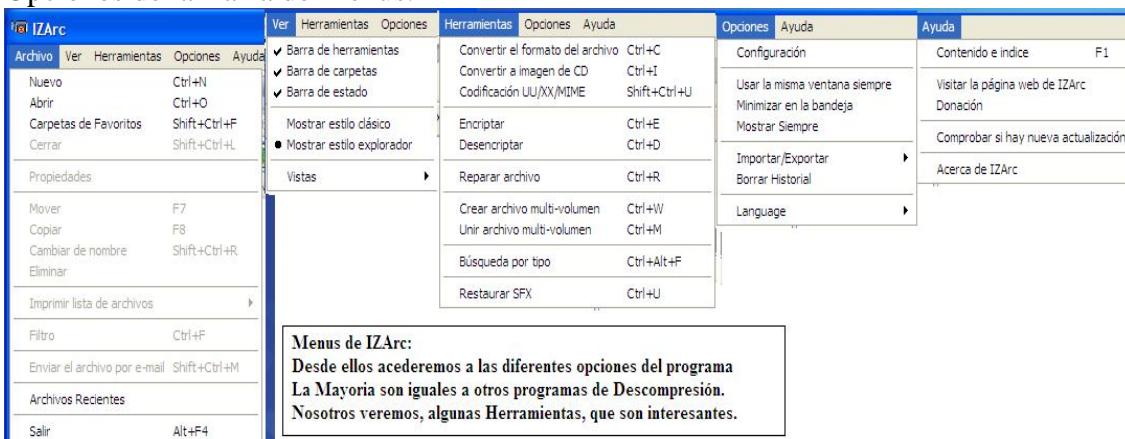 IZArc
Archivo Ver Herramientas Opciones Ayuda
Nuevo Ctrl+N
Abrir Ctrl+O
Carpetas de Favoritos Shift+Ctrl+F
Cerrar Shift+Ctrl+L
Propiedades
Mover F7
Copiar F8
Cambiar de nombre Shift+Ctrl+R
Eliminar
Imprimir lista de archivos
Filtro Ctrl+F
Enviar el archivo por e-mail Shift+Ctrl+M
Archivos Recientes
Salir Alt+F4
Ver Herramientas Opciones
Barra de herramientas
Barra de carpetas
Barra de estado
Mostrar estilo clásico
Mostrar estilo explorador
Vistas
Herramientas Opciones Ayuda
Convertir el formato del archivo Ctrl+C
Convertir a imagen de CD Ctrl+I
Codificación UU/XX/MIME Shift+Ctrl+U
Encriptar Ctrl+E
Desencriptar Ctrl+D
Reparar archivo Ctrl+R
Crear archivo multi-volumen Ctrl+W
Unir archivo multi-volumen Ctrl+M
Búsqueda por tipo Ctrl+Alt+F
Restaurar SFX Ctrl+U
Opciones Ayuda
Configuración
Usar la misma ventana siempre
Minimizar en la bandeja
Mostrar Siempre
Importar/Exportar
Borrar Historial
Language
Ayuda
Contenido e indice F1
Visitar la página web de IZArc
Donación
Comprobar si hay nueva actualización
Acerca de IZArc
Menus de IZArc:
Desde ellos acederemos a las diferentes opciones del programa
La Mayoria son iguales a otros programas de Descompresión.
Nosotros veremos, algunas Herramientas, que son interesantes.